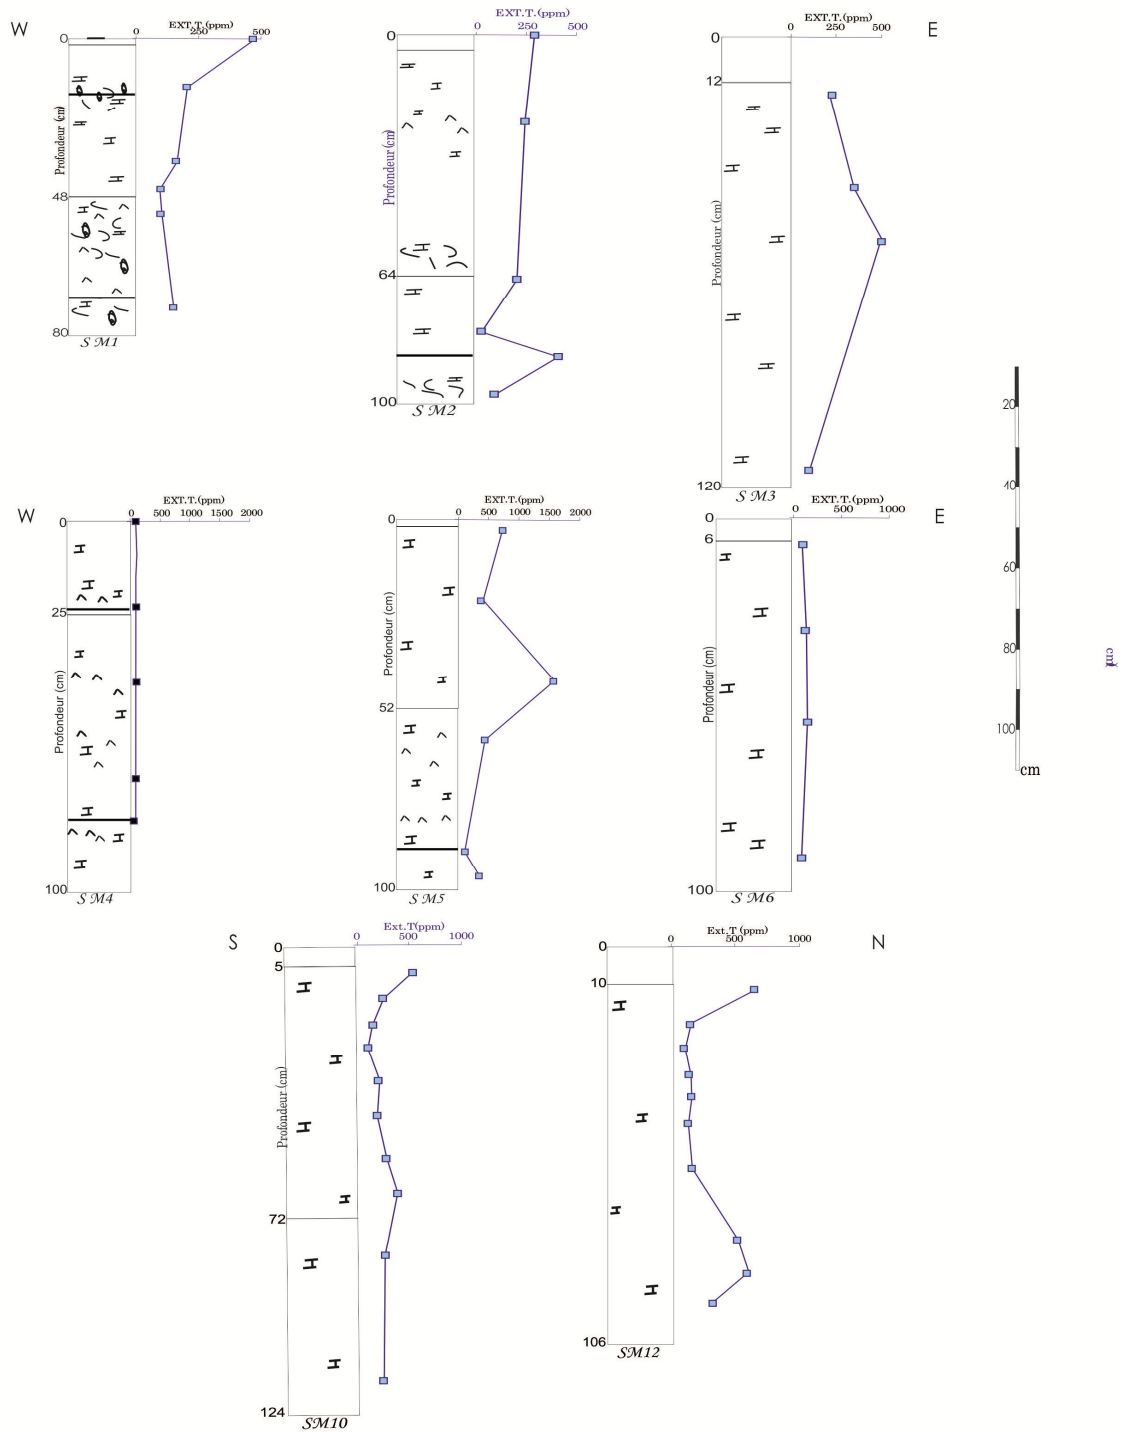 W
EXT.T.(ppm)
0 250 500
0
48
80
Profondeur (cm)
S M1
EXT.T.(ppm)
0 250 500
0
64
100
Profondeur (cm)
S M2
EXT.T.(ppm)
0 250 500
E
0
12
120
Profondeur (cm)
S M3
20
40
60
80
100
cm
cm
W
EXT.T.(ppm)
0 500 1000 1500 2000
0
25
100
Profondeur (cm)
S M4
EXT.T.(ppm)
0 500 1000 1500 2000
0
52
100
Profondeur (cm)
S M5
EXT.T.(ppm)
0 500 1000
E
0
6
100
Profondeur (cm)
S M6
S
Ext.T(ppm)
0 500 1000
0
5
72
124
Profondeur (cm)
SM10
Ext.T (ppm)
0 500 1000
N
0
10
106
SM12